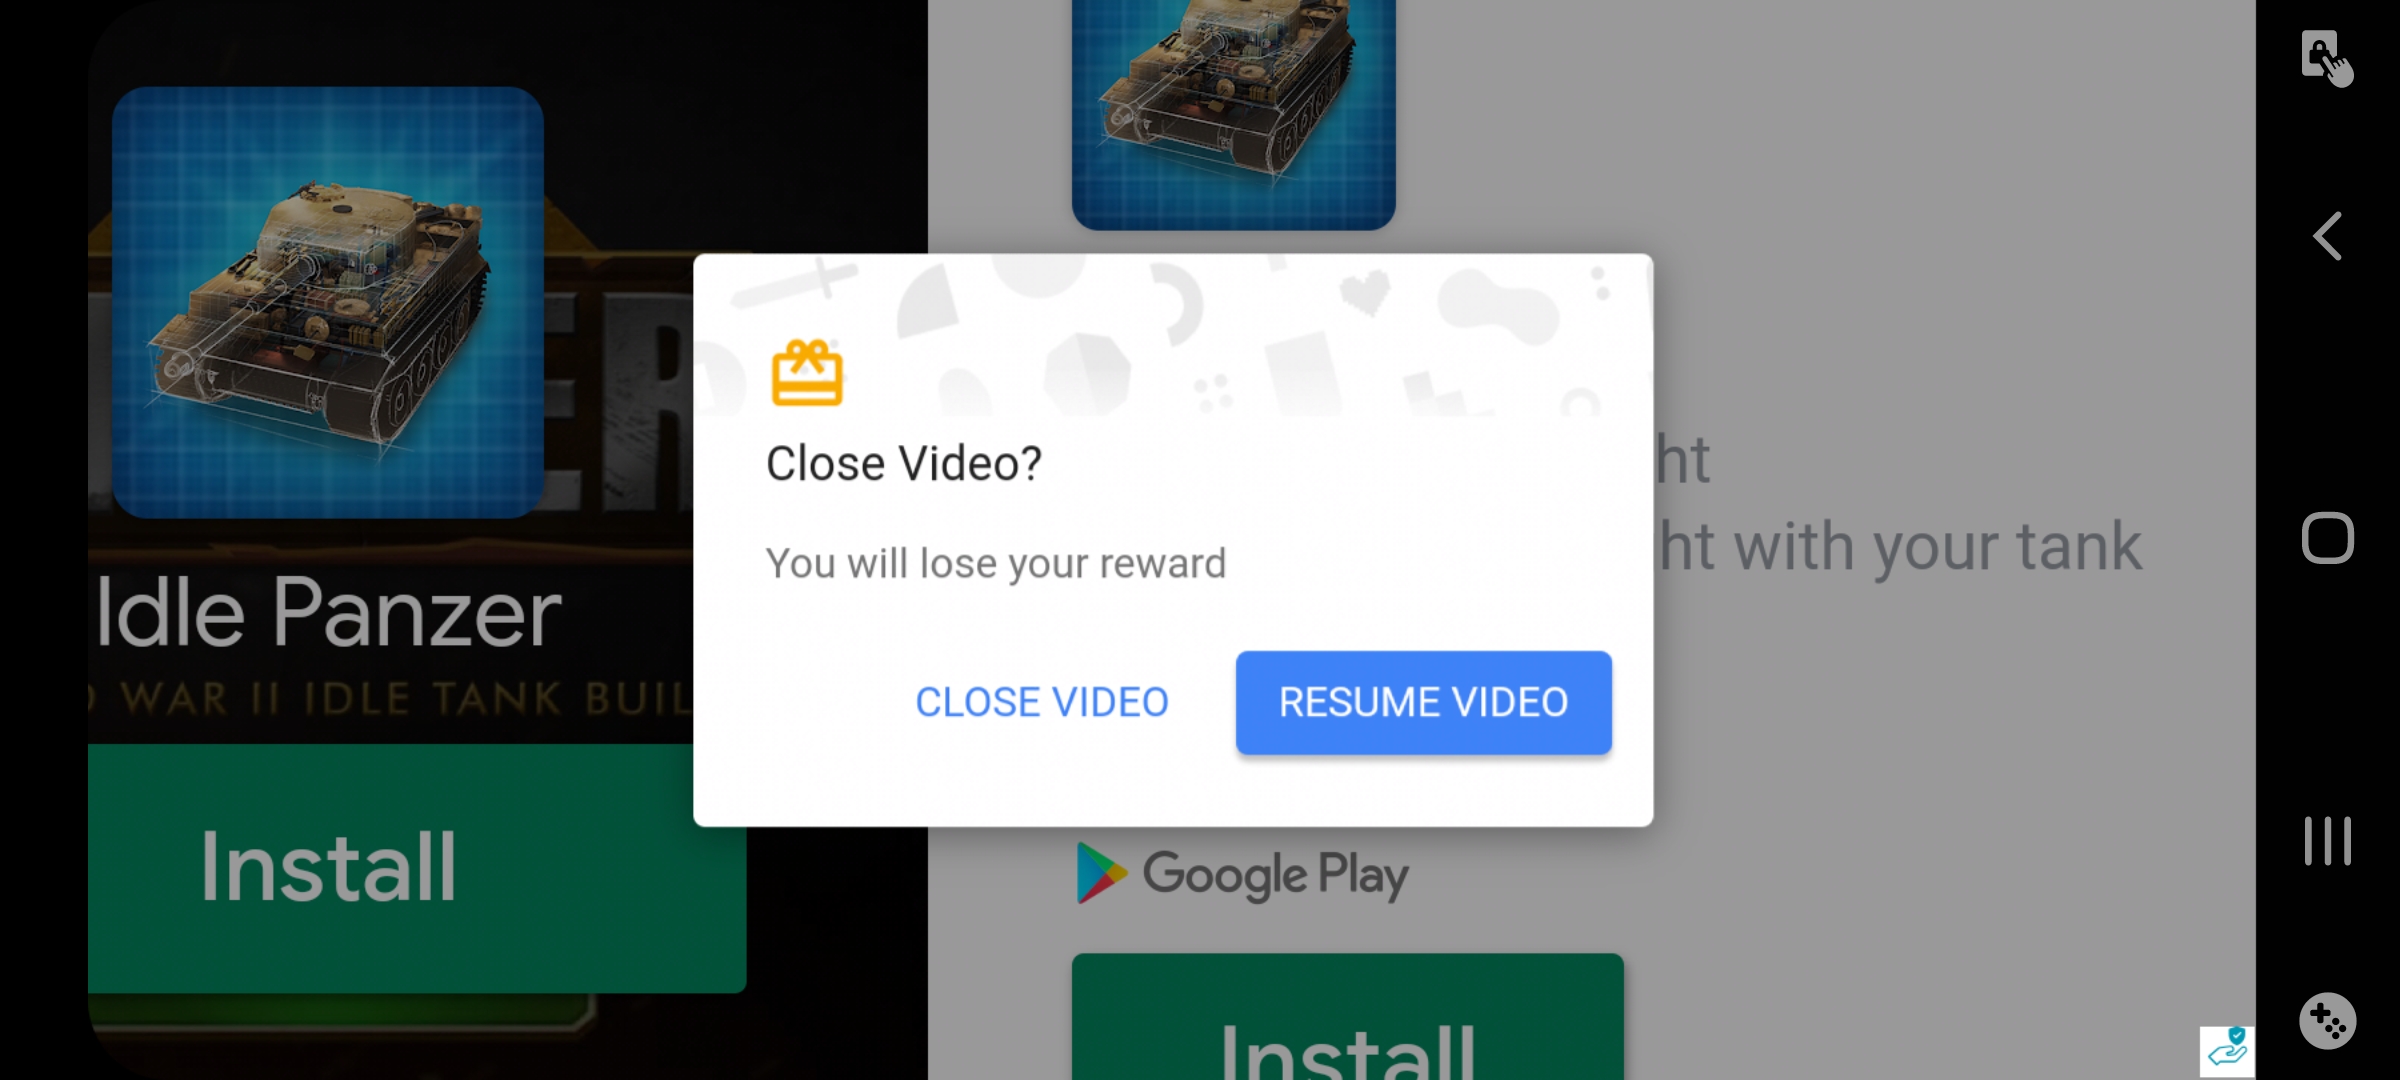 Idle Panzer
WAR II IDLE TANK BUIL
Install
Close Video?
You will lose your reward
CLOSE VIDEO
RESUME VIDEO
ht
ht with your tank
Google Play
Install